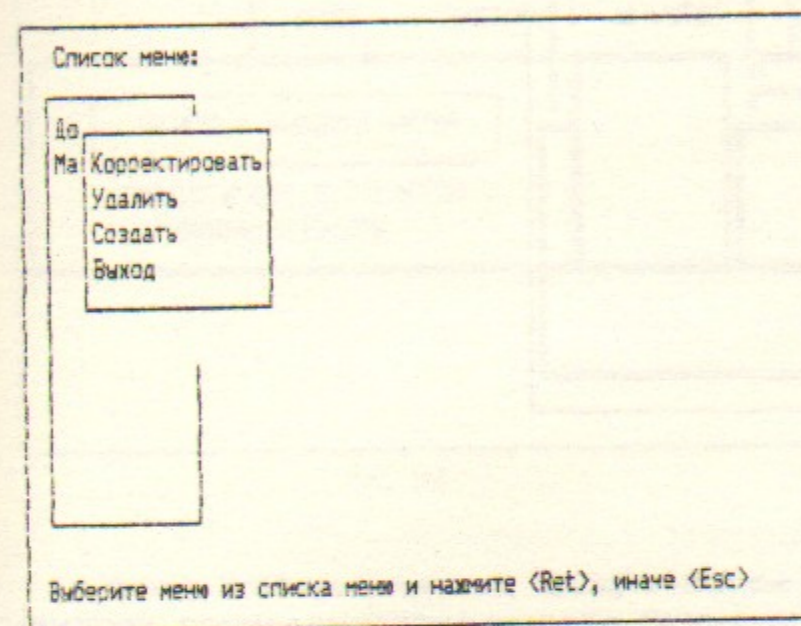 Список меню:
До
Ма Корректировать
Удалить
Создать
Выход
Выберите меню из списка меню и нажмите <Ret>, иначе <Esc>